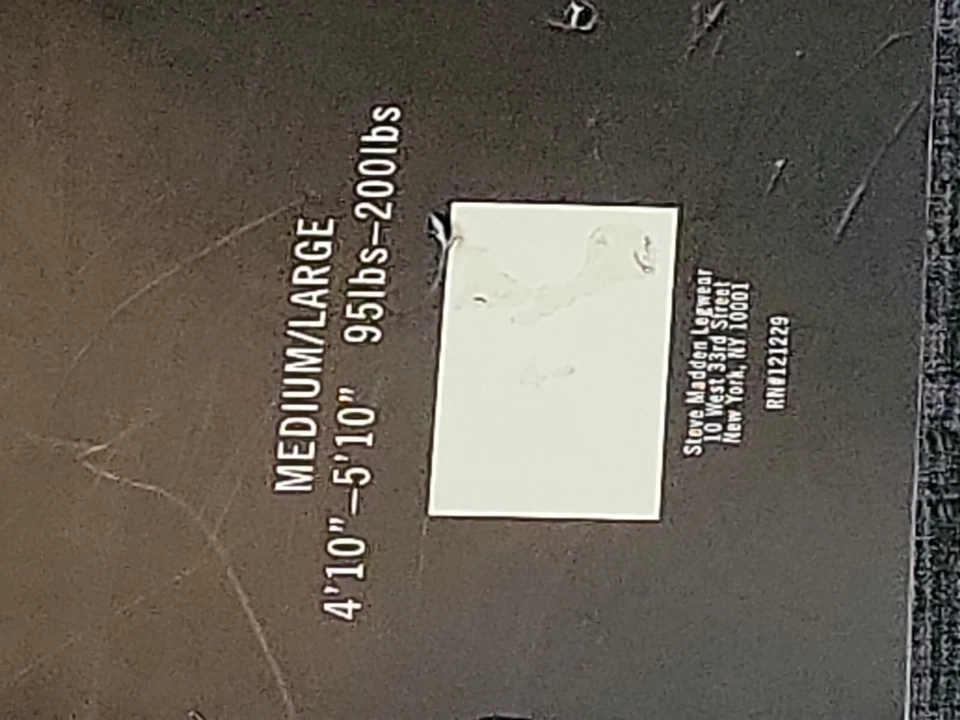 MEDIUM/LARGE
4'10"–5'10" 95lbs–200lbs
Steve Madden Legwear
10 West 33rd Street
New York, NY 10001
RN#121229